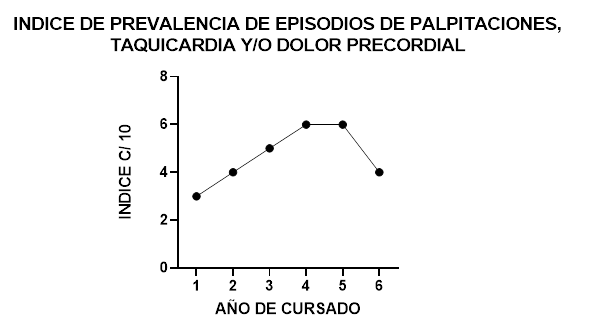 INDICE DE PREVALENCIA DE EPISODIOS DE PALPITACIONES,
TAQUICARDIA Y/O DOLOR PRECORDIAL
INDICE C/ 10
8
6
4
2
0
1 2 3 4 5 6
AÑO DE CURSADO